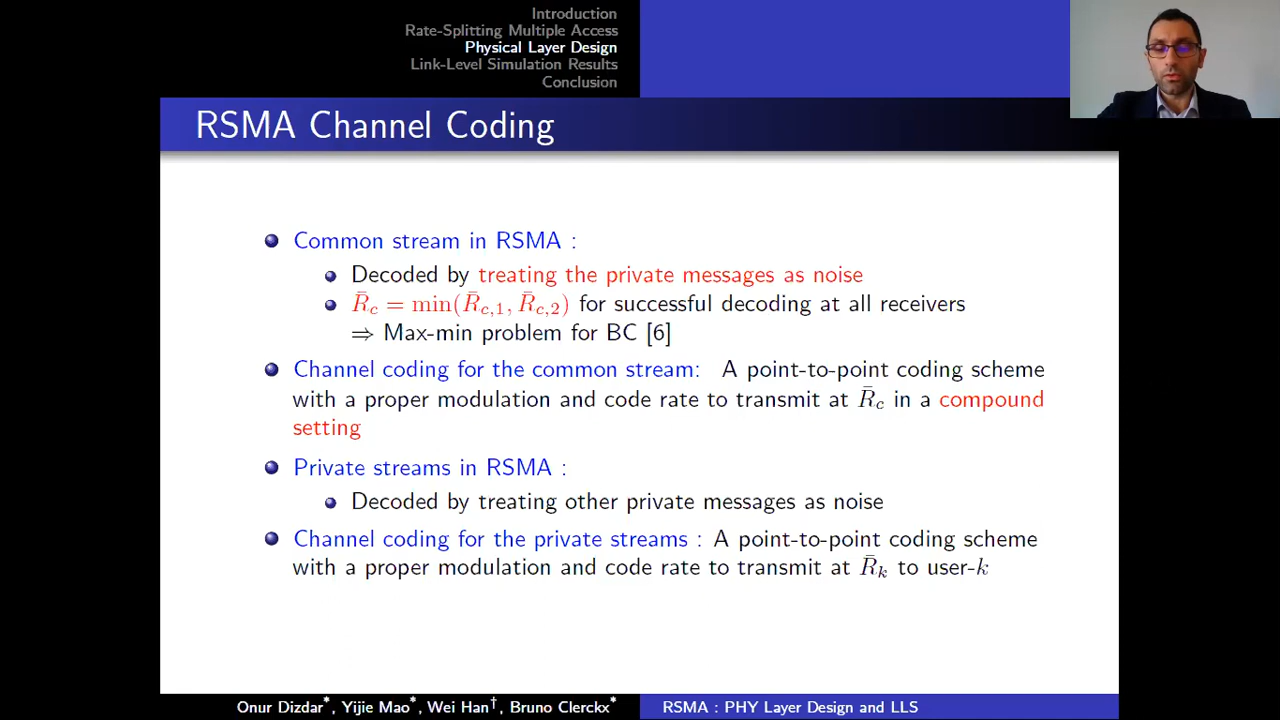 Introduction
Rate-Splitting Multiple Access
Physical Layer Design
Link-Level Simulation Results
Conclusion
RSMA Channel Coding
Common stream in RSMA :
Decoded by treating the private messages as noise
R̄c = min(R̄c,1, R̄c,2) for successful decoding at all receivers
⇒ Max-min problem for BC [6]
Channel coding for the common stream: A point-to-point coding scheme
with a proper modulation and code rate to transmit at R̄c in a compound
setting
Private streams in RSMA :
Decoded by treating other private messages as noise
Channel coding for the private streams : A point-to-point coding scheme
with a proper modulation and code rate to transmit at R̄k to user-k
Onur Dizdar*, Yijie Mao*, Wei Han†, Bruno Clerckx*
RSMA : PHY Layer Design and LLS